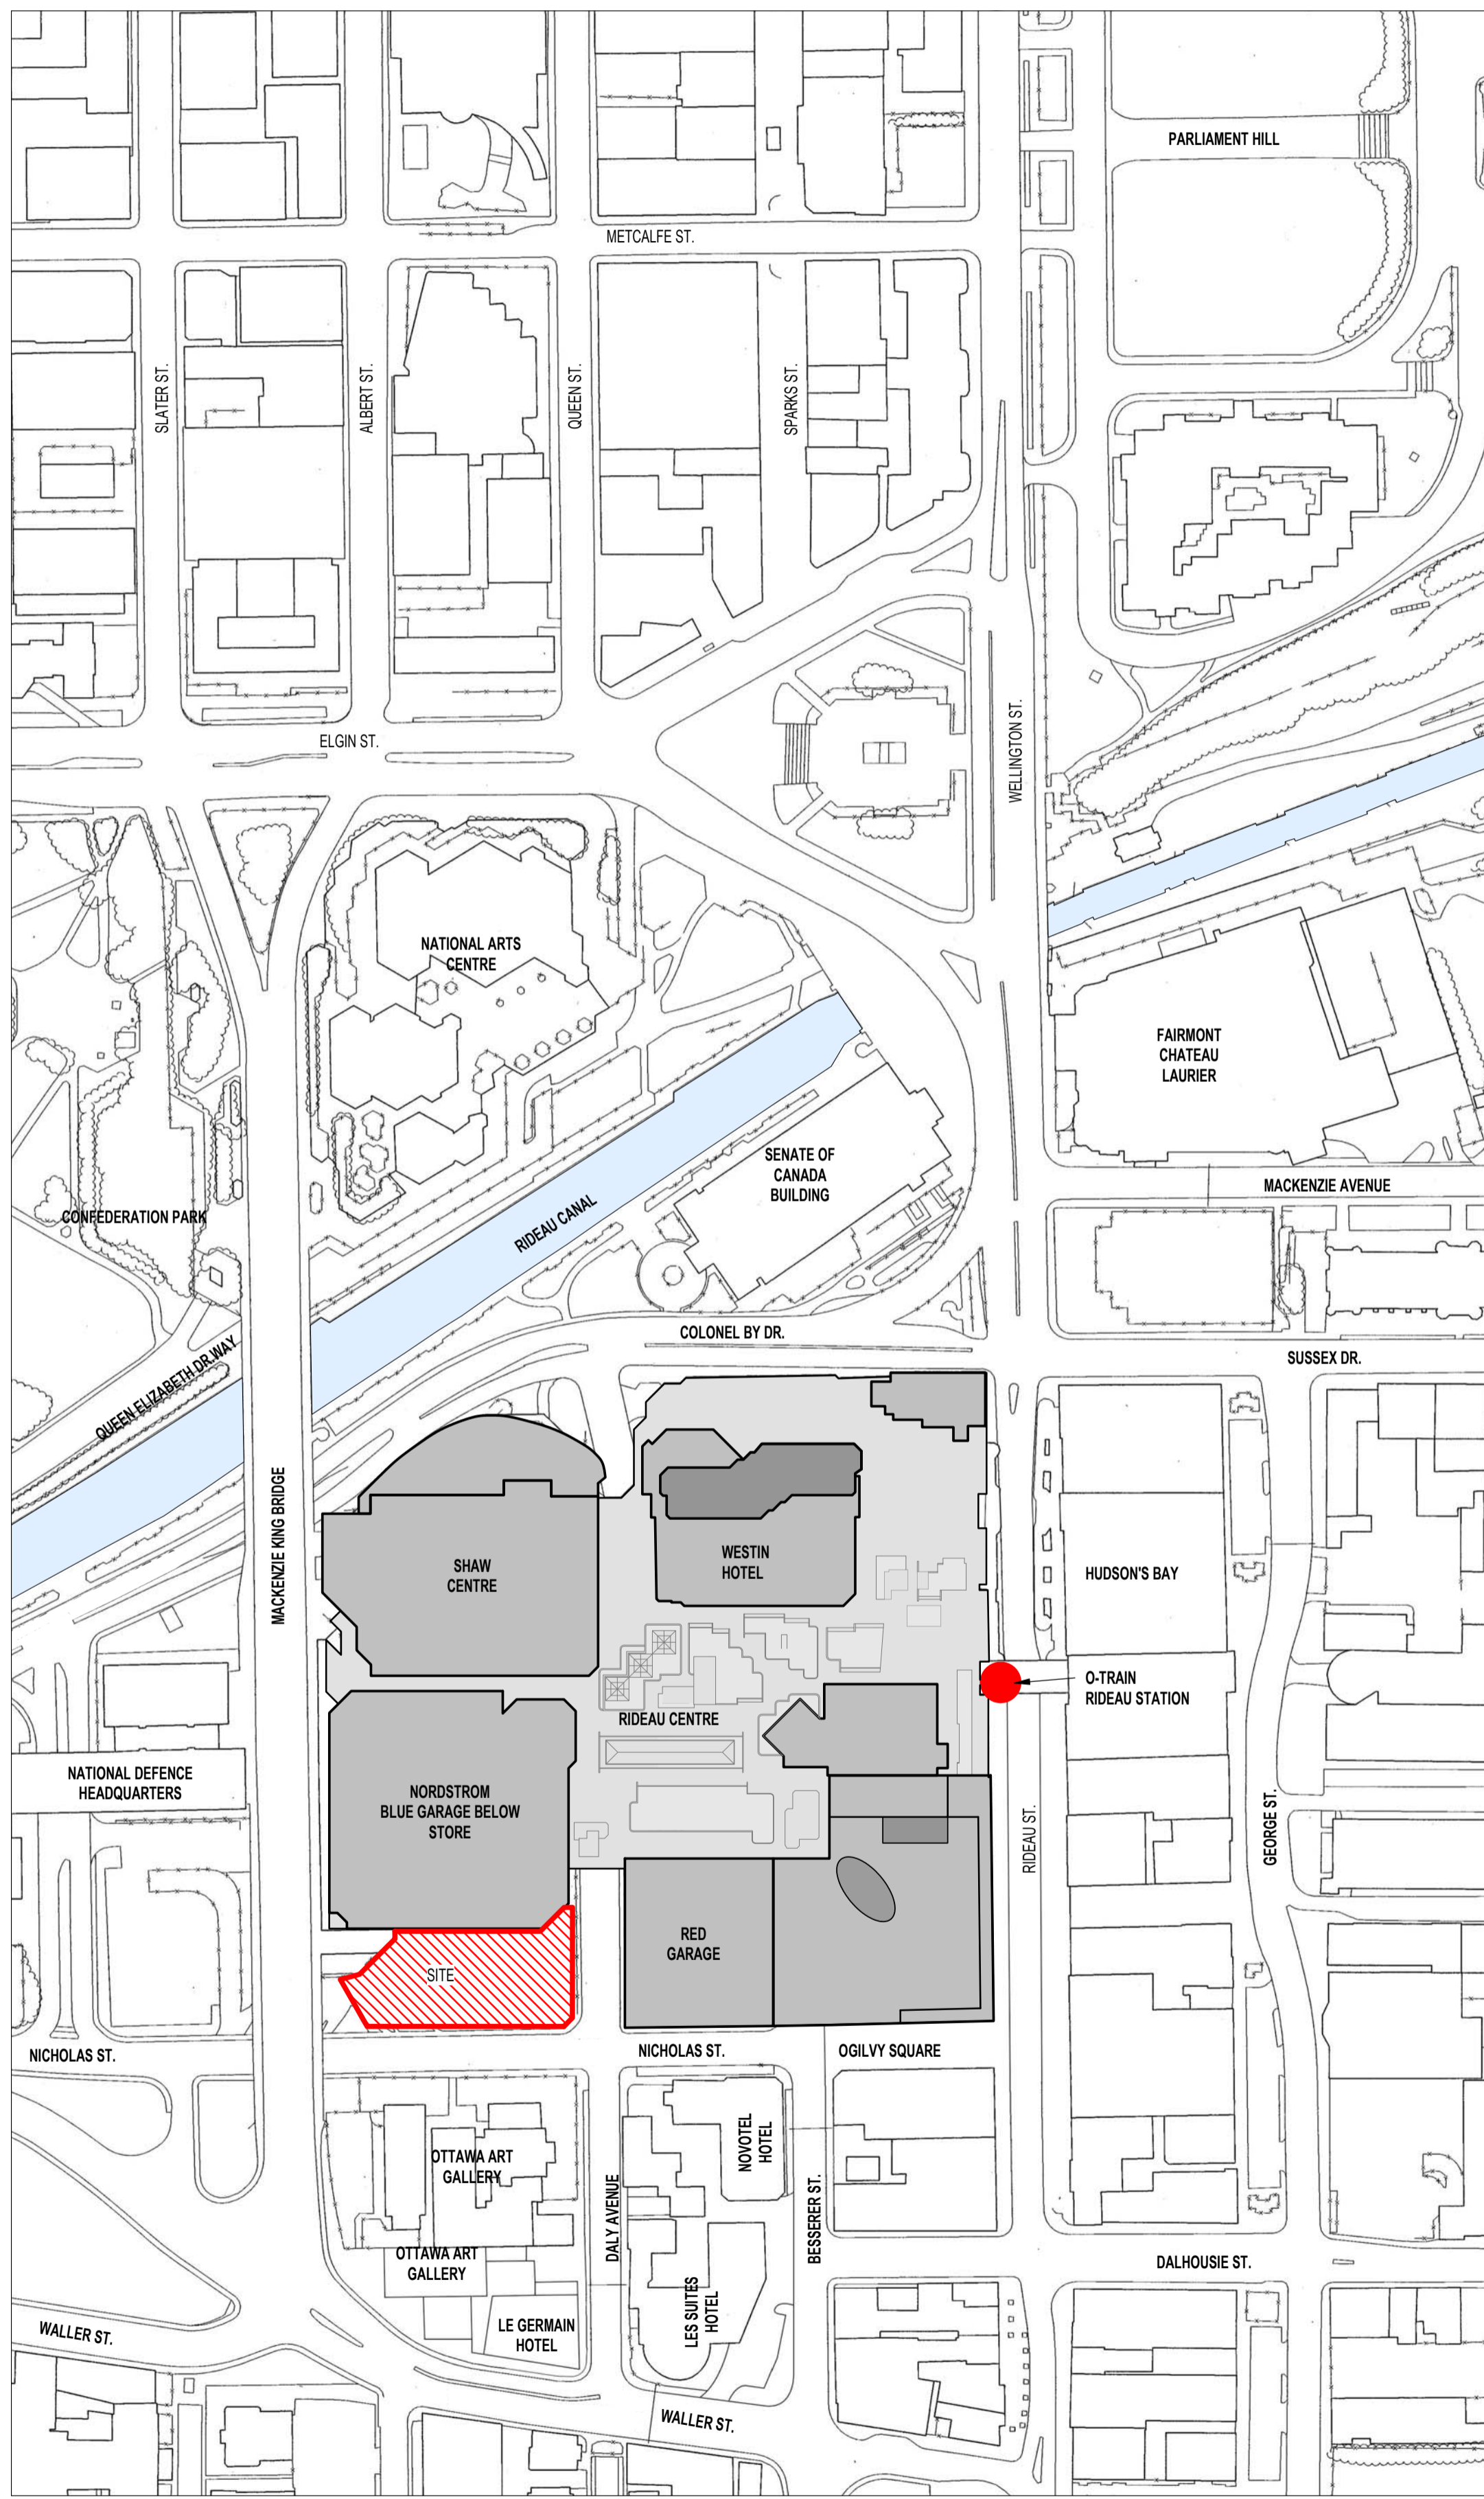 PARLIAMENT HILL
METCALFE ST.
SLATER ST.
ALBERT ST.
QUEEN ST.
SPARKS ST.
ELGIN ST.
WELLINGTON ST.
NATIONAL ARTS
CENTRE
FAIRMONT
CHATEAU
LAURIER
SENATE OF
CANADA
BUILDING
MACKENZIE AVENUE
CONFEDERATION PARK
RIDEAU CANAL
COLONEL BY DR.
SUSSEX DR.
QUEEN ELIZABETH DR.WAY
MACKENZIE KING BRIDGE
SHAW
CENTRE
WESTIN
HOTEL
HUDSON'S BAY
O-TRAIN
RIDEAU STATION
RIDEAU CENTRE
NATIONAL DEFENCE
HEADQUARTERS
NORDSTROM
BLUE GARAGE BELOW
STORE
RIDEAU ST.
GEORGE ST.
RED
GARAGE
SITE
NICHOLAS ST.
NICHOLAS ST.
OGILVY SQUARE
OTTAWA ART
GALLERY
NOVOTEL
HOTEL
DALY AVENUE
BESSERER ST.
OTTAWA ART
GALLERY
DALHOUSIE ST.
LE GERMAIN
HOTEL
LES SUITES
HOTEL
WALLER ST.
WALLER ST.